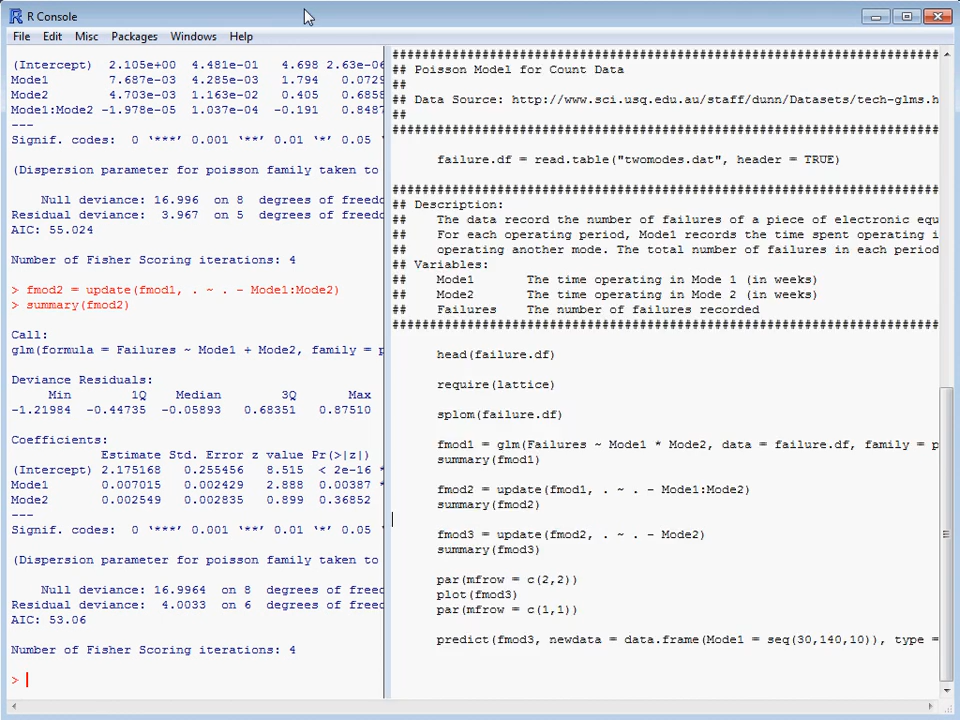 R Console
File Edit Misc Packages Windows Help
(Intercept) 2.105e+00 4.481e-01 4.698 2.63e-06
Mode1 7.687e-03 4.285e-03 1.794 0.0729
Mode2 4.703e-03 1.163e-02 0.405 0.6858
Mode1:Mode2 -1.978e-05 1.037e-04 -0.191 0.8487
---
Signif. codes: 0 ‘***’ 0.001 ‘**’ 0.01 ‘*’ 0.05 ‘
(Dispersion parameter for poisson family taken to
Null deviance: 16.996 on 8 degrees of freedo
Residual deviance: 3.967 on 5 degrees of freedo
AIC: 55.024
Number of Fisher Scoring iterations: 4
> fmod2 = update(fmod1, . ~ . - Mode1:Mode2)
> summary(fmod2)
Call:
glm(formula = Failures ~ Mode1 + Mode2, family = p
Deviance Residuals:
Min 1Q Median 3Q Max
-1.21984 -0.44735 -0.05893 0.68351 0.87510
Coefficients:
Estimate Std. Error z value Pr(>|z|)
(Intercept) 2.175168 0.255456 8.515 < 2e-16 *
Mode1 0.007015 0.002429 2.888 0.00387 *
Mode2 0.002549 0.002835 0.899 0.36852
---
Signif. codes: 0 ‘***’ 0.001 ‘**’ 0.01 ‘*’ 0.05 ‘
(Dispersion parameter for poisson family taken to
Null deviance: 16.9964 on 8 degrees of freed
Residual deviance: 4.0033 on 6 degrees of freed
AIC: 53.06
Number of Fisher Scoring iterations: 4
>
################################################################################
## Poisson Model for Count Data
##
## Data Source: http://www.sci.usq.edu.au/staff/dunn/Datasets/tech-glms.h
##
################################################################################
failure.df = read.table("twomodes.dat", header = TRUE)
################################################################################
## Description:
## The data record the number of failures of a piece of electronic equ
## For each operating period, Mode1 records the time spent operating i
## operating another mode. The total number of failures in each period
## Variables:
## Mode1 The time operating in Mode 1 (in weeks)
## Mode2 The time operating in Mode 2 (in weeks)
## Failures The number of failures recorded
################################################################################
head(failure.df)
require(lattice)
splom(failure.df)
fmod1 = glm(Failures ~ Mode1 * Mode2, data = failure.df, family = p
summary(fmod1)
fmod2 = update(fmod1, . ~ . - Mode1:Mode2)
summary(fmod2)
fmod3 = update(fmod2, . ~ . - Mode2)
summary(fmod3)
par(mfrow = c(2,2))
plot(fmod3)
par(mfrow = c(1,1))
predict(fmod3, newdata = data.frame(Mode1 = seq(30,140,10)), type =